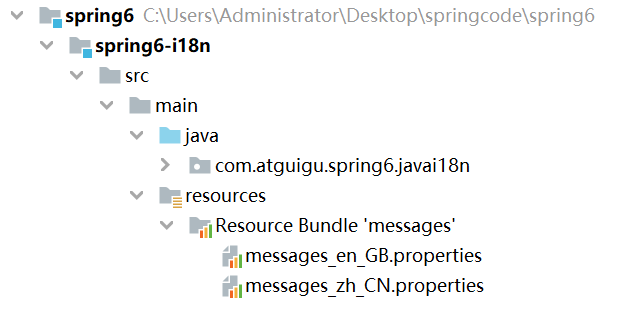 spring6 C:\Users\Administrator\Desktop\springcode\spring6
spring6-i18n
src
main
java
com.atguigu.spring6.javai18n
resources
Resource Bundle 'messages'
messages_en_GB.properties
messages_zh_CN.properties